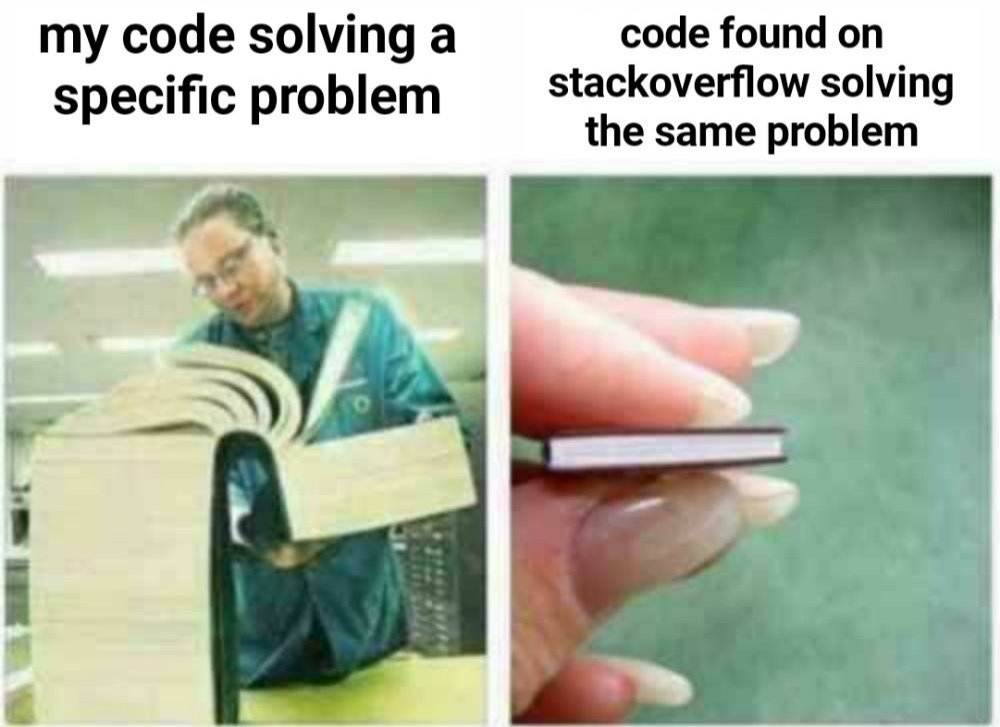 my code solving a
specific problem
code found on
stackoverflow solving
the same problem